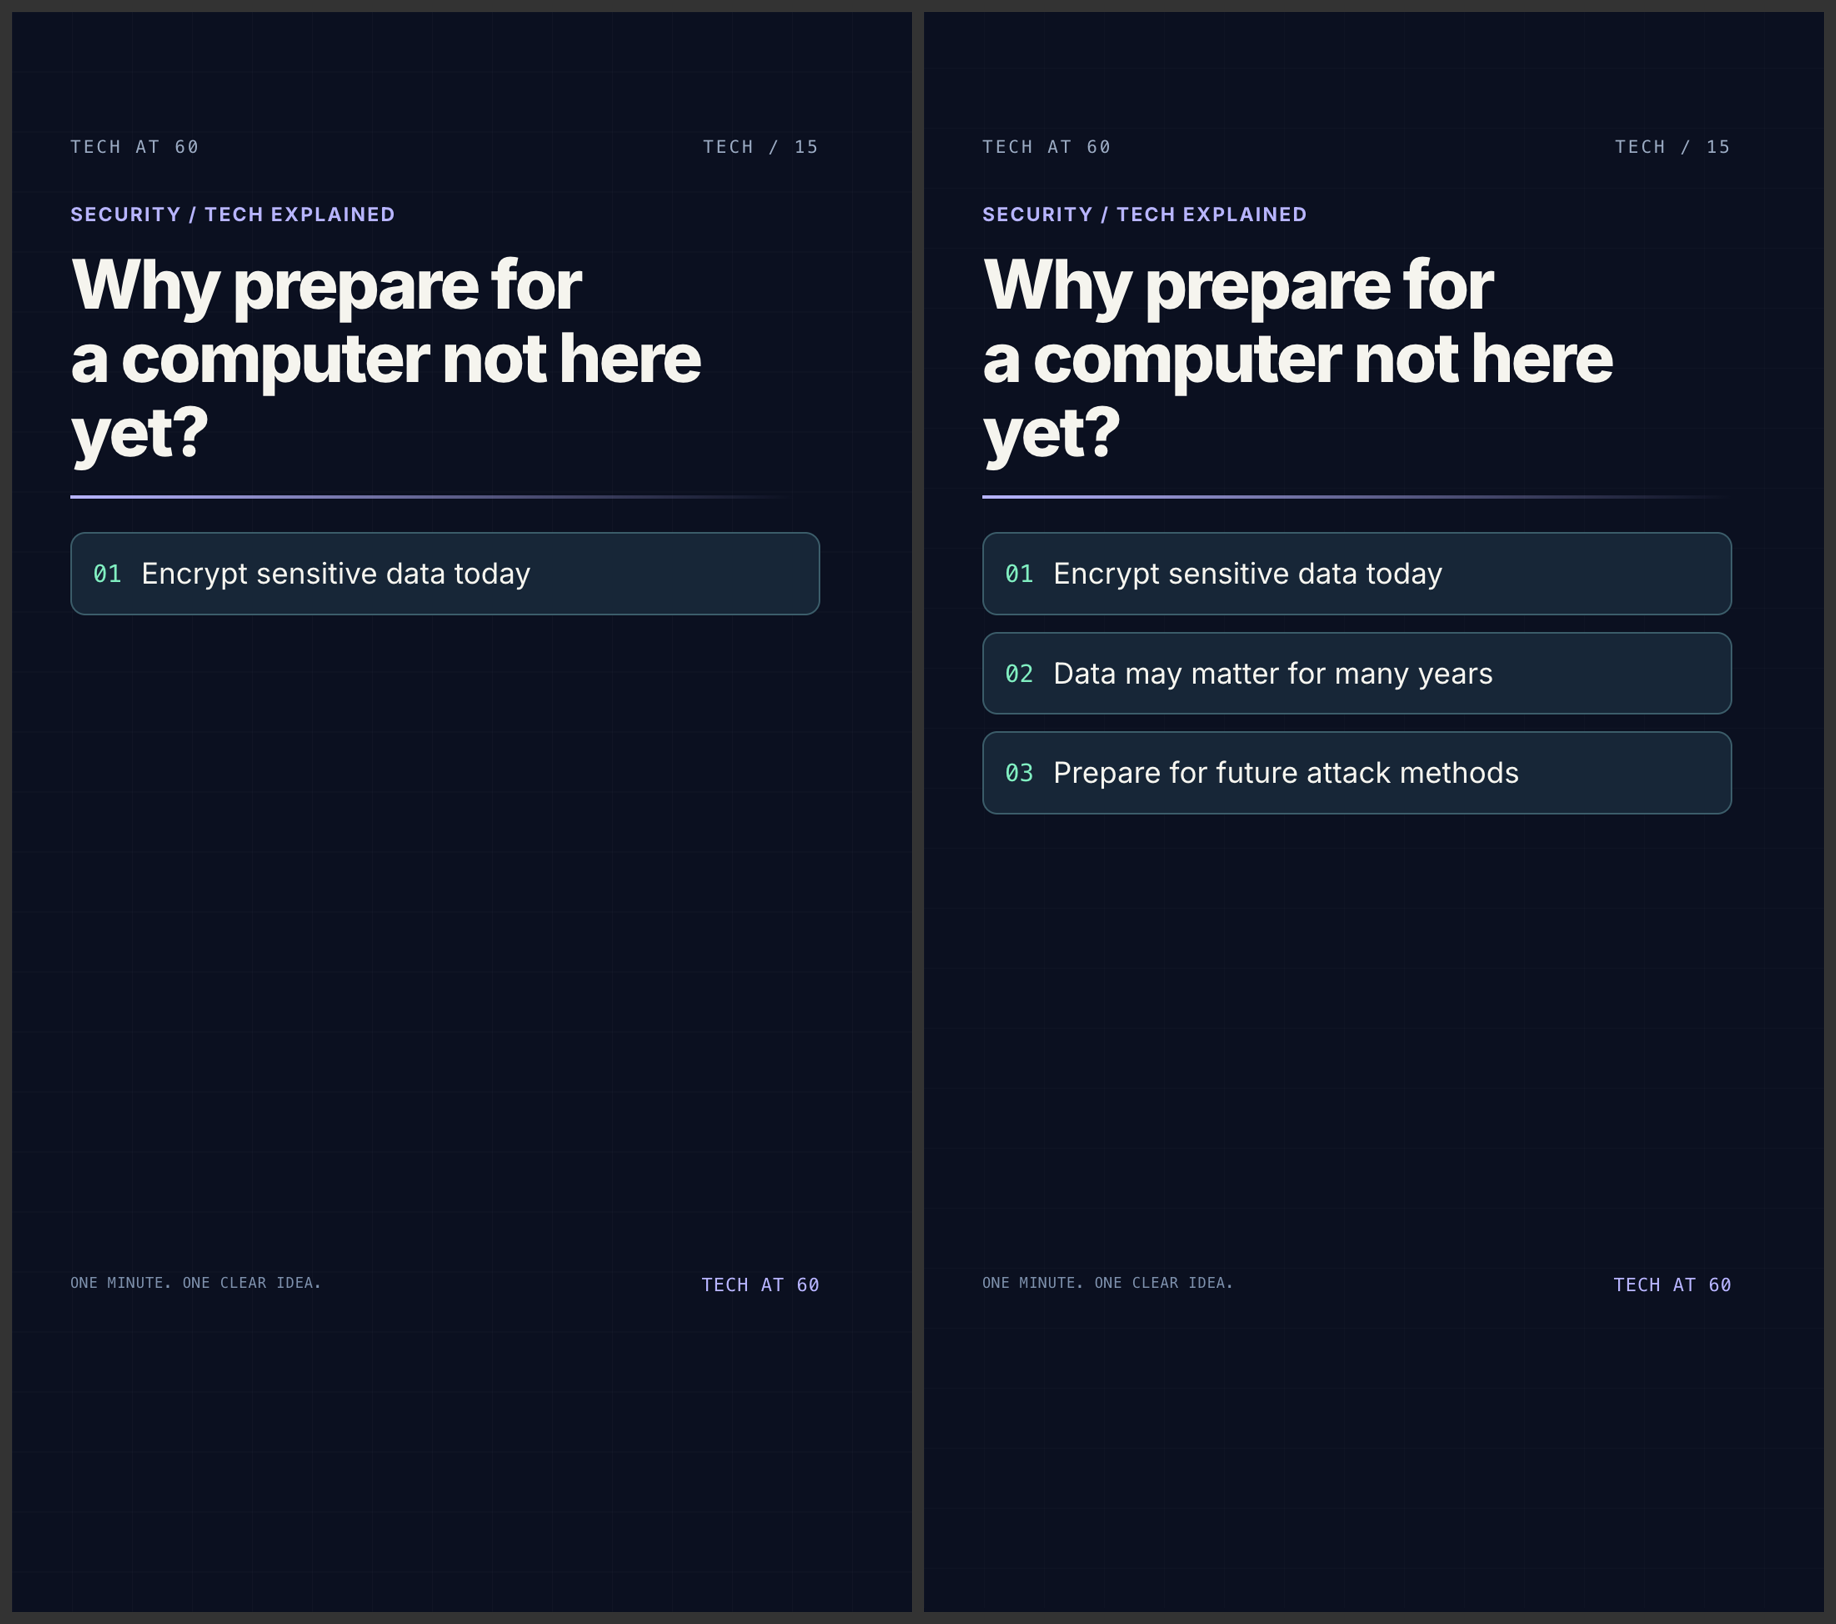 TECH AT 60
TECH / 15
SECURITY / TECH EXPLAINED
Why prepare for
a computer not here
yet?
01 Encrypt sensitive data today
ONE MINUTE. ONE CLEAR IDEA.
TECH AT 60
TECH AT 60
TECH / 15
SECURITY / TECH EXPLAINED
Why prepare for
a computer not here
yet?
01 Encrypt sensitive data today
02 Data may matter for many years
03 Prepare for future attack methods
ONE MINUTE. ONE CLEAR IDEA.
TECH AT 60